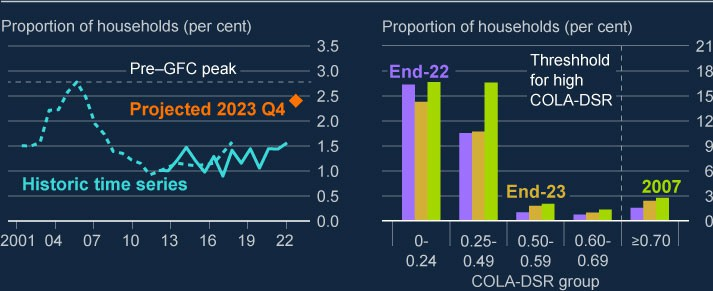 Proportion of households (per cent)
3.5
3.0
2.5
2.0
1.5
1.0
0.5
0.0
Pre–GFC peak
Projected 2023 Q4
Historic time series
2001 04 07 10 13 16 19 22
Proportion of households (per cent)
21
18
15
12
9
6
3
0
End-22
Threshhold
for high
COLA-DSR
End-23
2007
0-
0.24
0.25-
0.49
0.50-
0.59
0.60-
0.69
≥0.70
COLA-DSR group